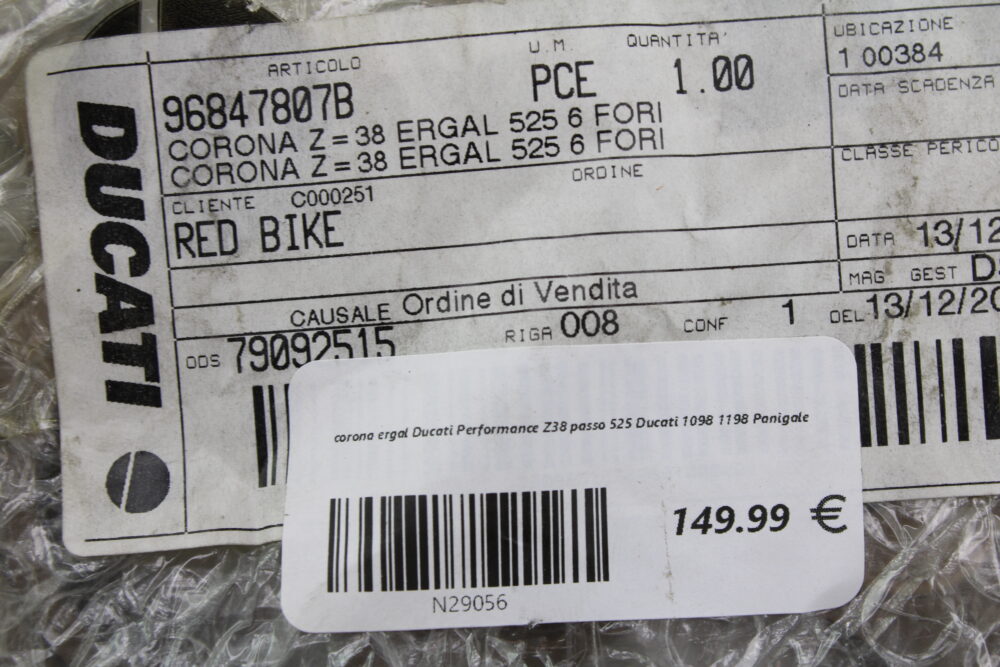 DUCATI
ARTICOLO
U.M.
QUANTITA'
UBICAZIONE
96847807B
PCE
1.00
1 00384
CORONA Z=38 ERGAL 525 6 FORI
CORONA Z=38 ERGAL 525 6 FORI
DATA SCADENZA
CLASSE PERICO
CLIENTE C000251
ORDINE
RED BIKE
DATA 13/12
MAG GEST
CAUSALE Ordine di Vendita
ODS 79092515
RIGA 008
CONF 1
DEL 13/12/20
corona ergal Ducati Performance Z38 passo 525 Ducati 1098 1198 Panigale
149.99 €
N29056